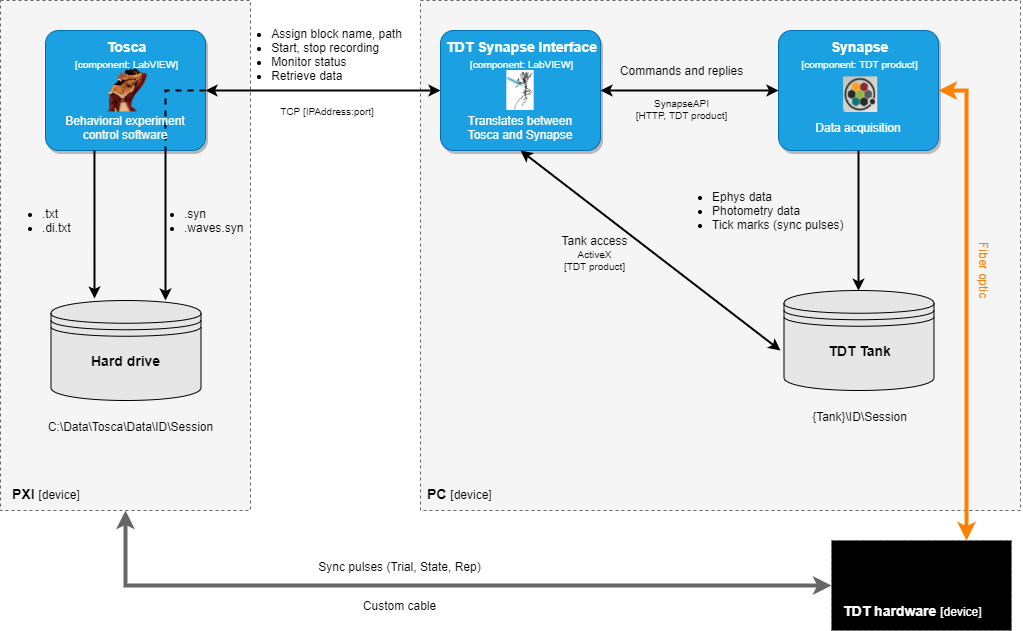 Tosca
[component: LabVIEW]
Behavioral experiment
control software
• Assign block name, path
• Start, stop recording
• Monitor status
• Retrieve data
TCP [IPAddress:port]
TDT Synapse Interface
[component: LabVIEW]
Translates between
Tosca and Synapse
Commands and replies
SynapseAPI
[HTTP, TDT product]
Synapse
[component: TDT product]
Data acquisition
• .txt
• .di.txt
• .syn
• .waves.syn
• Ephys data
• Photometry data
• Tick marks (sync pulses)
Tank access
ActiveX
[TDT product]
Fiber optic
Hard drive
TDT Tank
C:\Data\Tosca\Data\ID\Session
{Tank}\ID\Session
PXI [device]
PC [device]
Sync pulses (Trial, State, Rep)
Custom cable
TDT hardware [device]